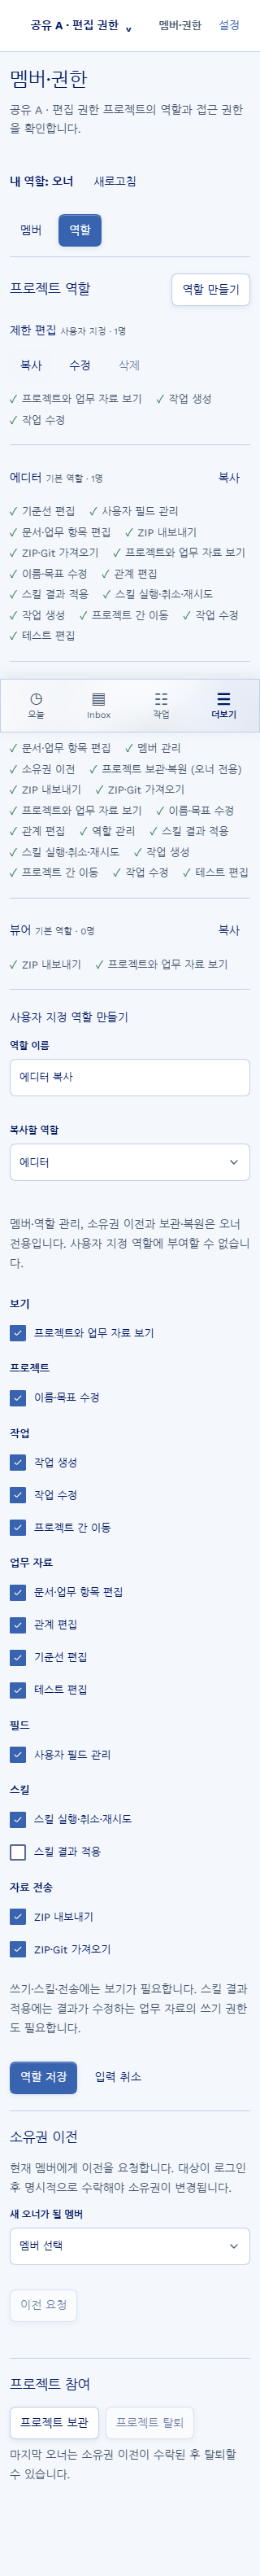 공유 A · 편집 권한 멤버·권한 설정
멤버·권한
공유 A · 편집 권한 프로젝트의 역할과 접근 권한
을 확인합니다.
내 역할: 오너 새로고침
멤버 역할
프로젝트 역할 역할 만들기
제한 편집 사용자 지정 · 1명
복사 수정 삭제
✓ 프로젝트와 업무 자료 보기 ✓ 작업 생성
✓ 작업 수정
에디터 기본 역할 · 1명 복사
✓ 기준선 편집 ✓ 사용자 필드 관리
✓ 문서·업무 항목 편집 ✓ ZIP 내보내기
✓ ZIP·Git 가져오기 ✓ 프로젝트와 업무 자료 보기
✓ 이름·목표 수정 ✓ 관계 편집
✓ 스킬 결과 적용 ✓ 스킬 실행·취소·재시도
✓ 작업 생성 ✓ 프로젝트 간 이동 ✓ 작업 수정
✓ 테스트 편집
오늘 Inbox 작업 더보기
✓ 문서·업무 항목 편집 ✓ 멤버 관리
✓ 소유권 이전 ✓ 프로젝트 보관·복원 (오너 전용)
✓ ZIP 내보내기 ✓ ZIP·Git 가져오기
✓ 프로젝트와 업무 자료 보기 ✓ 이름·목표 수정
✓ 관계 편집 ✓ 역할 관리 ✓ 스킬 결과 적용
✓ 스킬 실행·취소·재시도 ✓ 작업 생성
✓ 프로젝트 간 이동 ✓ 작업 수정 ✓ 테스트 편집
뷰어 기본 역할 · 0명 복사
✓ ZIP 내보내기 ✓ 프로젝트와 업무 자료 보기
사용자 지정 역할 만들기
역할 이름
에디터 복사
복사할 역할
에디터
멤버·역할 관리, 소유권 이전과 보관·복원은 오너
전용입니다. 사용자 지정 역할에 부여할 수 없습니
다.
보기
프로젝트와 업무 자료 보기
프로젝트
이름·목표 수정
작업
작업 생성
작업 수정
프로젝트 간 이동
업무 자료
문서·업무 항목 편집
관계 편집
기준선 편집
테스트 편집
필드
사용자 필드 관리
스킬
스킬 실행·취소·재시도
스킬 결과 적용
자료 전송
ZIP 내보내기
ZIP·Git 가져오기
쓰기·스킬·전송에는 보기가 필요합니다. 스킬 결과
적용에는 결과가 수정하는 업무 자료의 쓰기 권한
도 필요합니다.
역할 저장 입력 취소
소유권 이전
현재 멤버에게 이전을 요청합니다. 대상이 로그인
후 명시적으로 수락해야 소유권이 변경됩니다.
새 오너가 될 멤버
멤버 선택
이전 요청
프로젝트 참여
프로젝트 보관 프로젝트 탈퇴
마지막 오너는 소유권 이전이 수락된 후 탈퇴할
수 있습니다.